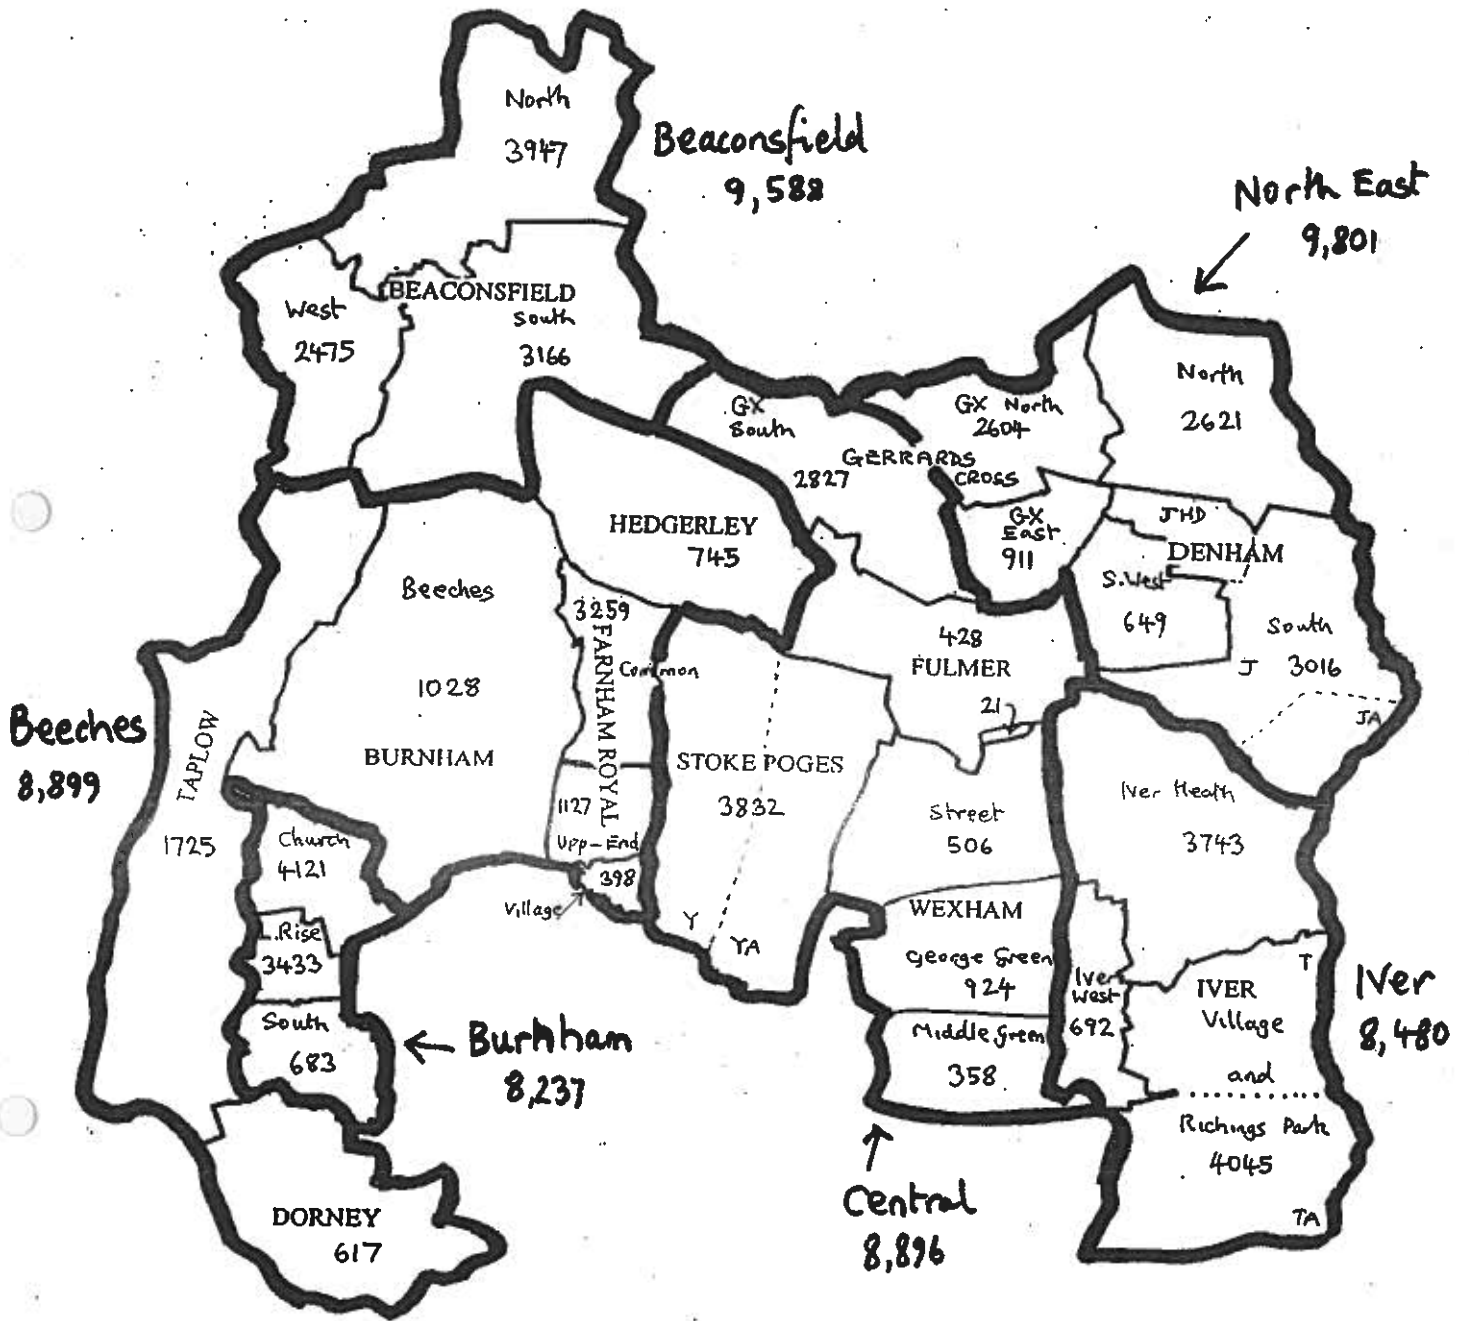 North
3947
Beaconsfield
9,588
North East
9,801
West
2475
BEACONSFIELD
South
3166
North
2621
GX
South
2827
GX North
2604
GERRARDS
CROSS
GX
East
911
JHD
DENHAM
S.West
649
South
J 3016
JA
HEDGERLEY
745
Beeches
1028
BURNHAM
3259
FARNHAM ROYAL
Common
1127
Upp-End
398
Village
428
FULMER
21
STOKE POGES
3832
Y
YA
Beeches
8,899
TAPLOW
1725
Church
4121
L.Rise
3433
South
683
Burnham
8,237
DORNEY
617
Street
506
WEXHAM
George Green
924
Middle Green
358
Iver Heath
3743
Iver
West
692
T
IVER
Village
and
Richings Park
4045
TA
Iver
8,480
Central
8,896